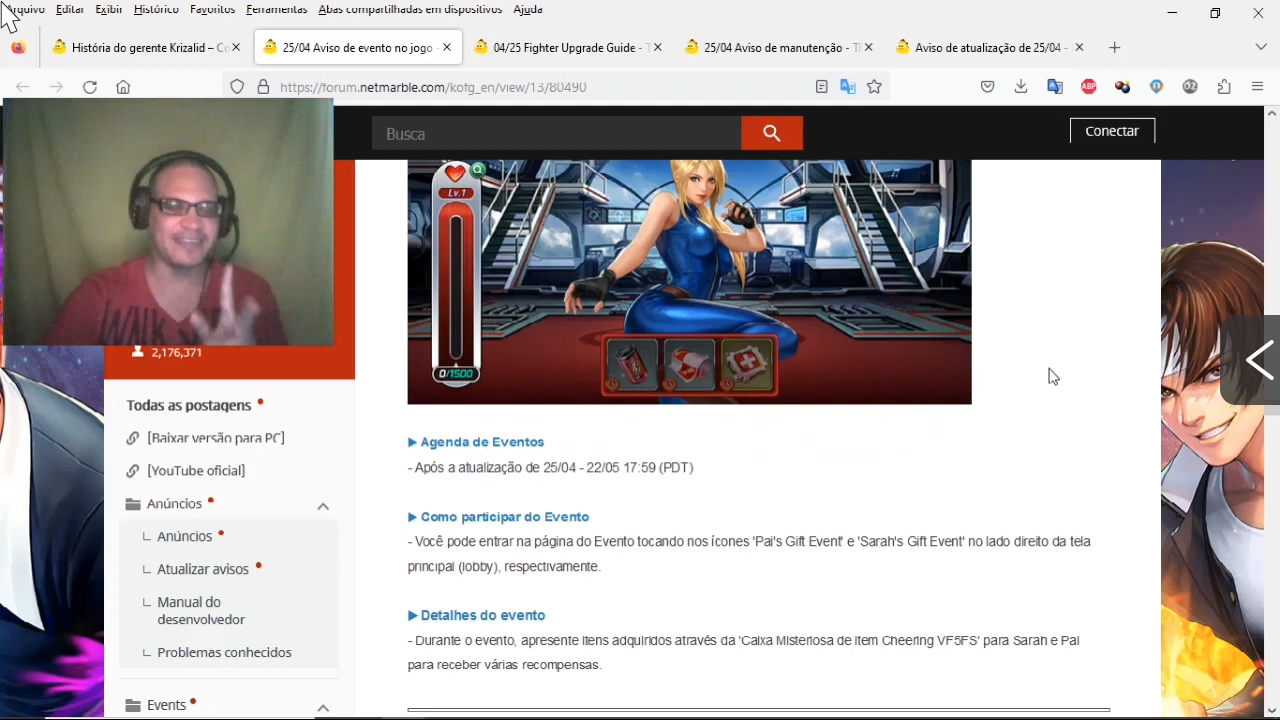 Arquivo Editar Exibir Histórico Favoritos Ferramentas Abas compartilhadas em dispositivos Ajuda
História do gerente Krizalid – Co
25/04 Aviso de evento no jogo -
04/25 Fighter Upgrade Guide - T
25/04 Aviso de manutenção - Tl
Aviso de atualização de 25/04 -
https://forum.netmarble.com/kofg_en/view/13/80490
ABP
Busca
Conectar
Lv.1
0/1500
WALK
2,176,371
Todas as postagens
[Baixar versão para PC]
[YouTube oficial]
Anúncios
Anúncios
Atualizar avisos
Manual do
desenvolvedor
Problemas conhecidos
Events
▶ Agenda de Eventos
- Após a atualização de 25/04 - 22/05 17:59 (PDT)
▶ Como participar do Evento
- Você pode entrar na página do Evento tocando nos ícones 'Pai's Gift Event' e 'Sarah's Gift Event' no lado direito da tela
principal (lobby), respectivamente.
▶ Detalhes do evento
- Durante o evento, apresente itens adquiridos através da 'Caixa Misteriosa de Item Cheering VF5FS' para Sarah e Pai
para receber várias recompensas.